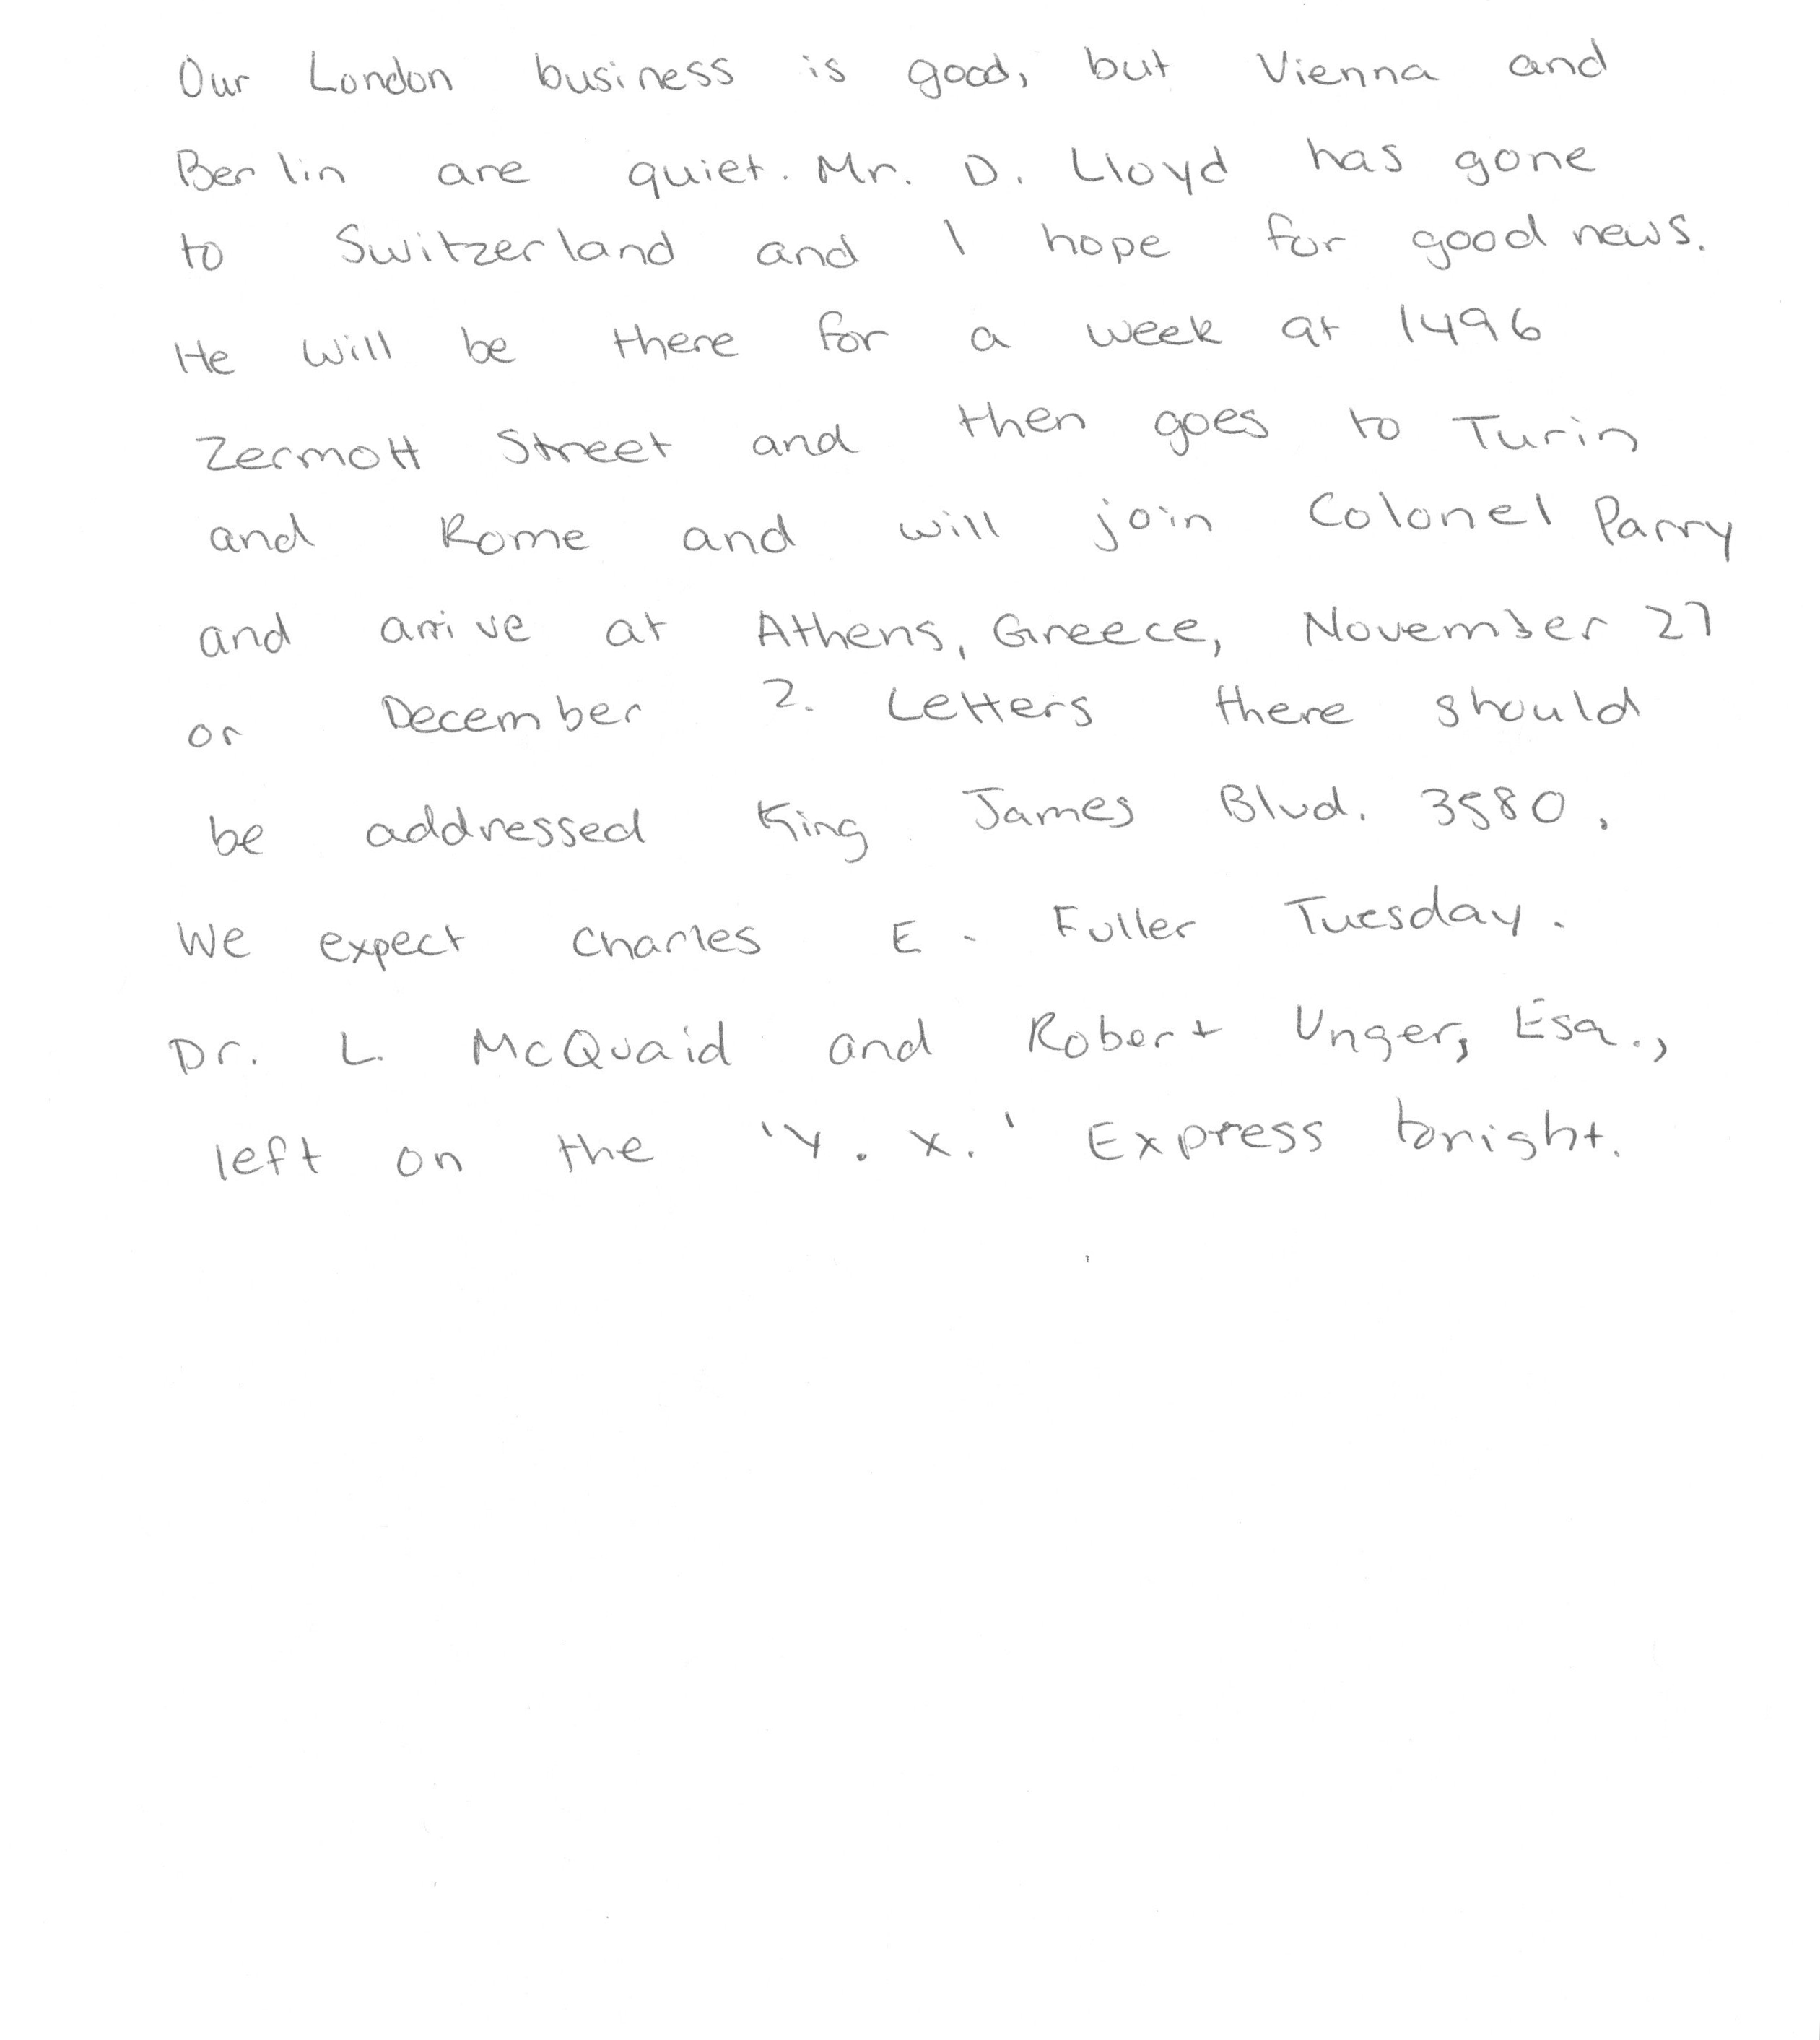 Our London business is good, but Vienna and
Berlin are quiet. Mr. D. Lloyd has gone
to Switzerland and I hope for good news.
He will be there for a week at 1496
Zermott Street and then goes to Turin
and Rome and will join Colonel Parry
and arrive at Athens, Greece, November 27
or December 2. Letters there should
be addressed King James Blvd. 3580.
We expect Charles E. Fuller Tuesday.
Dr. L. McQuaid and Robert Unger, Esq.,
left on the 'Y. X.' Express tonight.